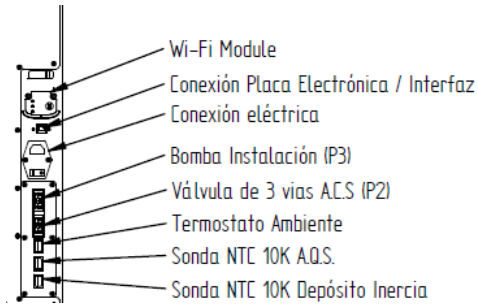 Wi-Fi Module
Conexión Placa Electrónica / Interfaz
Conexión eléctrica
Bomba Instalación (P3)
Válvula de 3 vias A.C.S (P2)
Termostato Ambiente
Sonda NTC 10K A.Q.S.
Sonda NTC 10K Depósito Inercia